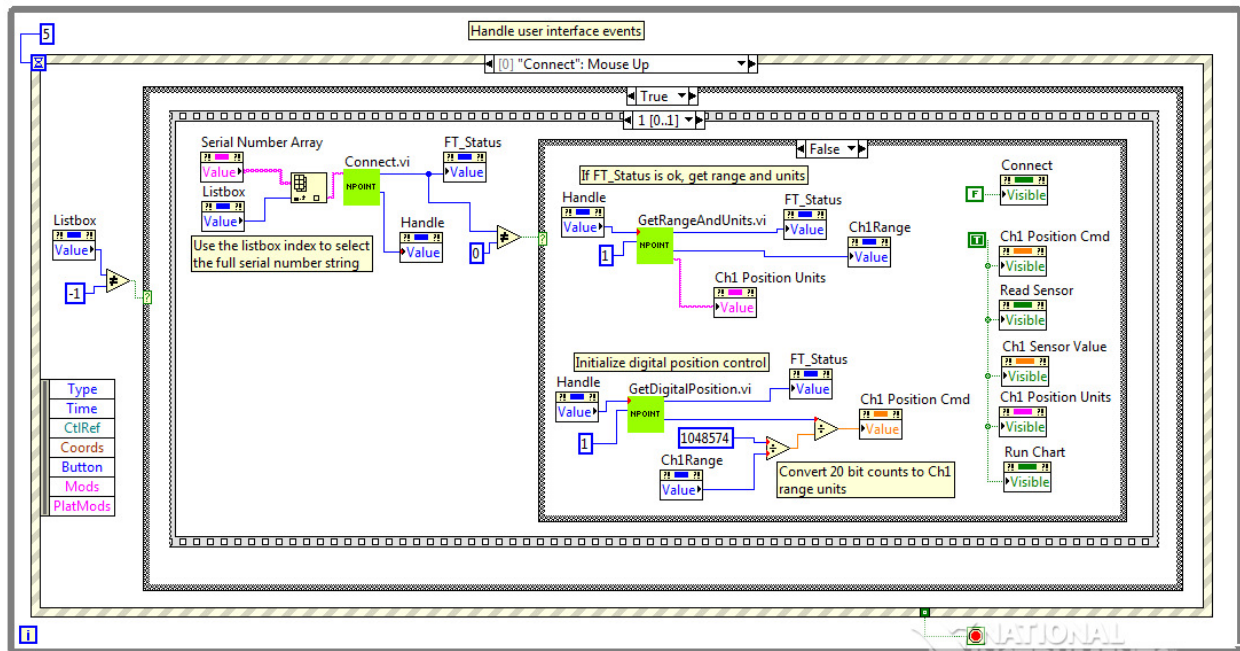 5
Handle user interface events
[0] "Connect": Mouse Up
True
1 [0..1]
Serial Number Array
Value
Connect.vi
NPOINT
FT_Status
Value
Listbox
Value
Handle
Value
Use the listbox index to select
the full serial number string
Listbox
Value
-1
0
False
If FT_Status is ok, get range and units
Handle
Value
1
GetRangeAndUnits.vi
NPOINT
FT_Status
Value
Ch1Range
Value
Ch1 Position Units
Value
Initialize digital position control
Handle
Value
1
GetDigitalPosition.vi
NPOINT
FT_Status
Value
Ch1 Position Cmd
Value
1048574
Ch1Range
Value
Convert 20 bit counts to Ch1
range units
F
Connect
Visible
T
Ch1 Position Cmd
Visible
Read Sensor
Visible
Ch1 Sensor Value
Visible
Ch1 Position Units
Visible
Run Chart
Visible
Type
Time
CtlRef
Coords
Button
Mods
PlatMods
i
NATIONAL